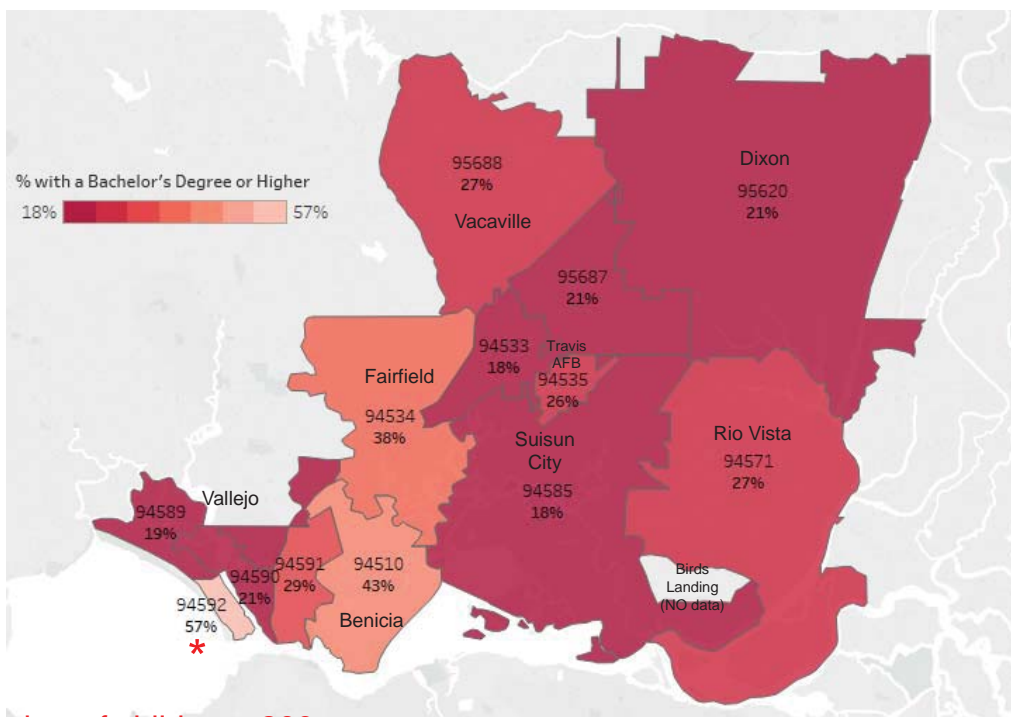 % with a Bachelor's Degree or Higher
18% 57%
95688
27%
Vacaville
Dixon
95620
21%
95687
21%
94533
18%
Travis
AFB
94535
26%
Fairfield
94534
38%
Suisun
City
94585
18%
Rio Vista
94571
27%
Vallejo
94589
19%
94590
21%
94591
29%
94510
43%
Benicia
Birds
Landing
(NO data)
94592
57%
*